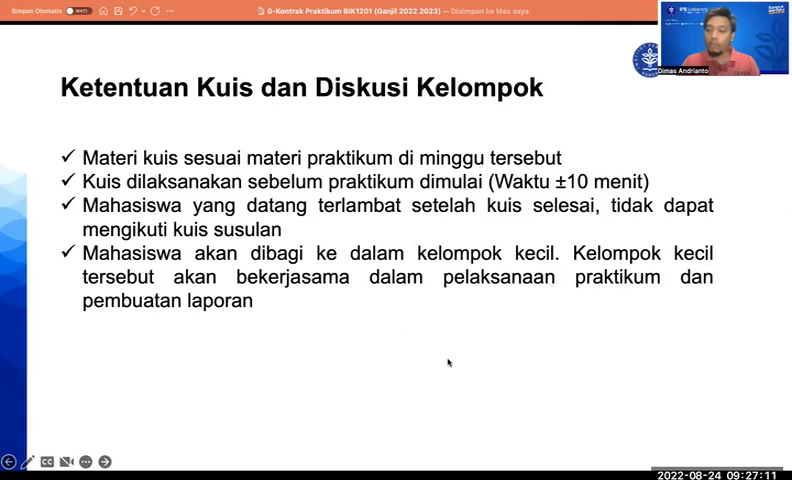 Simpan Otomatis MATI
0-Kontrak Praktikum BIK1201 (Ganjil 2022 2023) — Disimpan ke Mac saya
Dimas Andrianto
Ketentuan Kuis dan Diskusi Kelompok
✓ Materi kuis sesuai materi praktikum di minggu tersebut
✓ Kuis dilaksanakan sebelum praktikum dimulai (Waktu ±10 menit)
✓ Mahasiswa yang datang terlambat setelah kuis selesai, tidak dapat
mengikuti kuis susulan
✓ Mahasiswa akan dibagi ke dalam kelompok kecil. Kelompok kecil
tersebut akan bekerjasama dalam pelaksanaan praktikum dan
pembuatan laporan
CC
2022-08-24 09:27:11